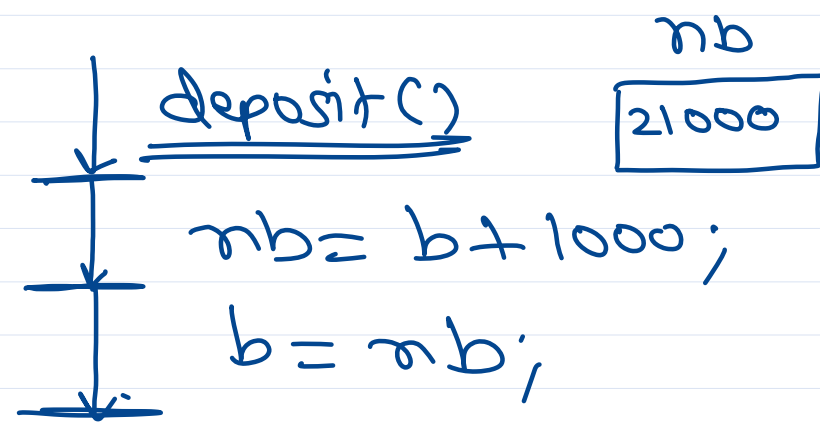 nb
deposit()
21000
nb = b + 1000;
b = nb;